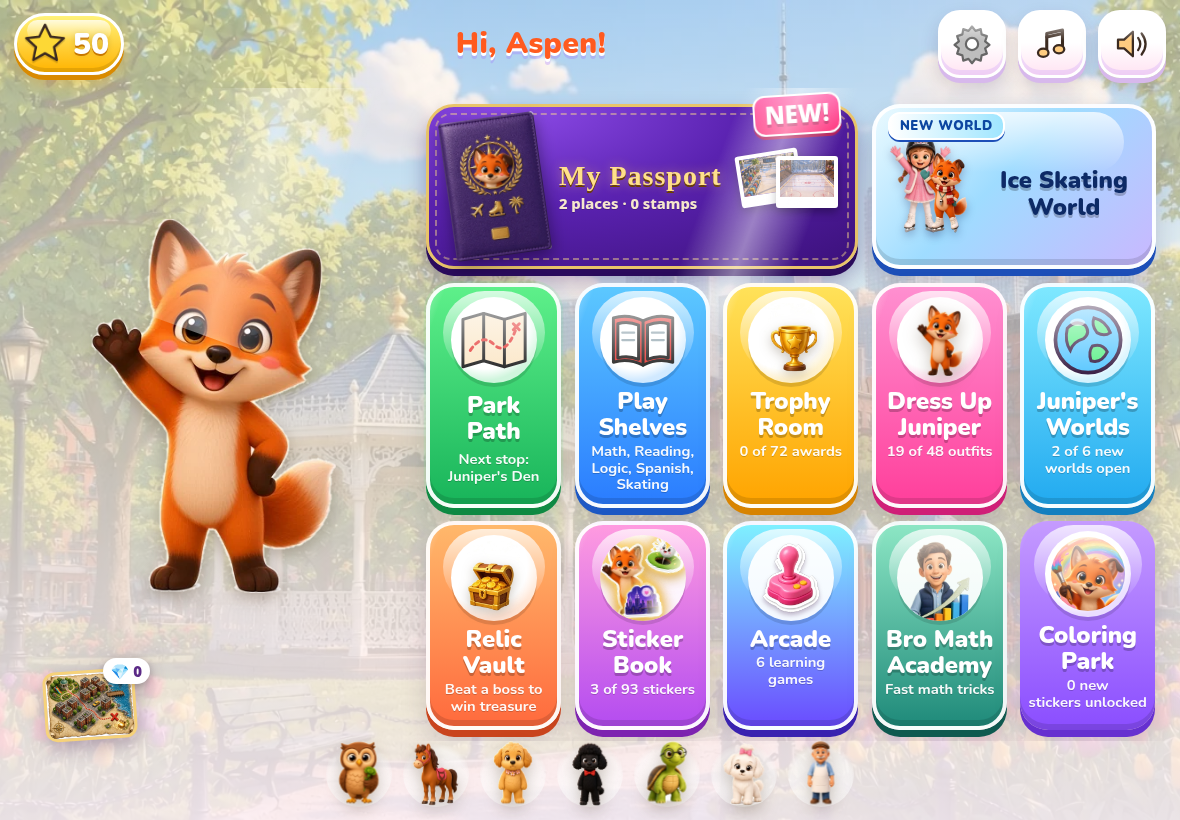 50
Hi, Aspen!
NEW!
My Passport
2 places · 0 stamps
NEW WORLD
Ice Skating
World
Park
Path
Next stop:
Juniper's Den
Play
Shelves
Math, Reading,
Logic, Spanish,
Skating
Trophy
Room
0 of 72 awards
Dress Up
Juniper
19 of 48 outfits
Juniper's
Worlds
2 of 6 new
worlds open
Relic
Vault
Beat a boss to
win treasure
Sticker
Book
3 of 93 stickers
Arcade
6 learning
games
Bro Math
Academy
Fast math tricks
Coloring
Park
0 new
stickers unlocked
0